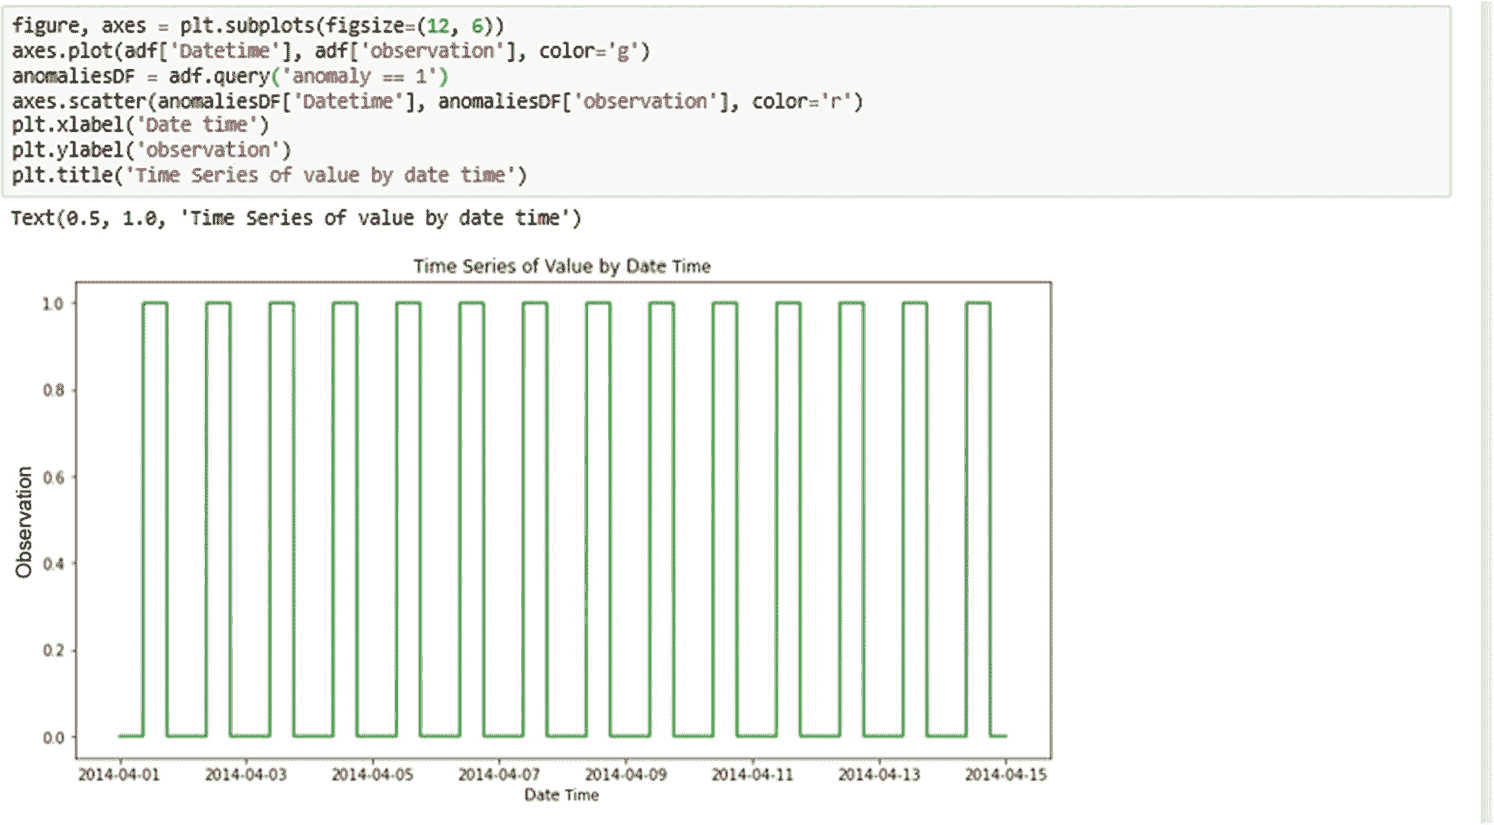 figure, axes = plt.subplots(figsize=(12, 6))
axes.plot(adf['Datetime'], adf['observation'], color='g')
anomaliesDF = adf.query('anomaly == 1')
axes.scatter(anomaliesDF['Datetime'], anomaliesDF['observation'], color='r')
plt.xlabel('Date time')
plt.ylabel('observation')
plt.title('Time Series of value by date time')
Text(0.5, 1.0, 'Time Series of value by date time')
Time Series of Value by Date Time
1.0
0.8
0.6
0.4
0.2
0.0
Observation
2014-04-01 2014-04-03 2014-04-05 2014-04-07 2014-04-09 2014-04-11 2014-04-13 2014-04-15
Date Time